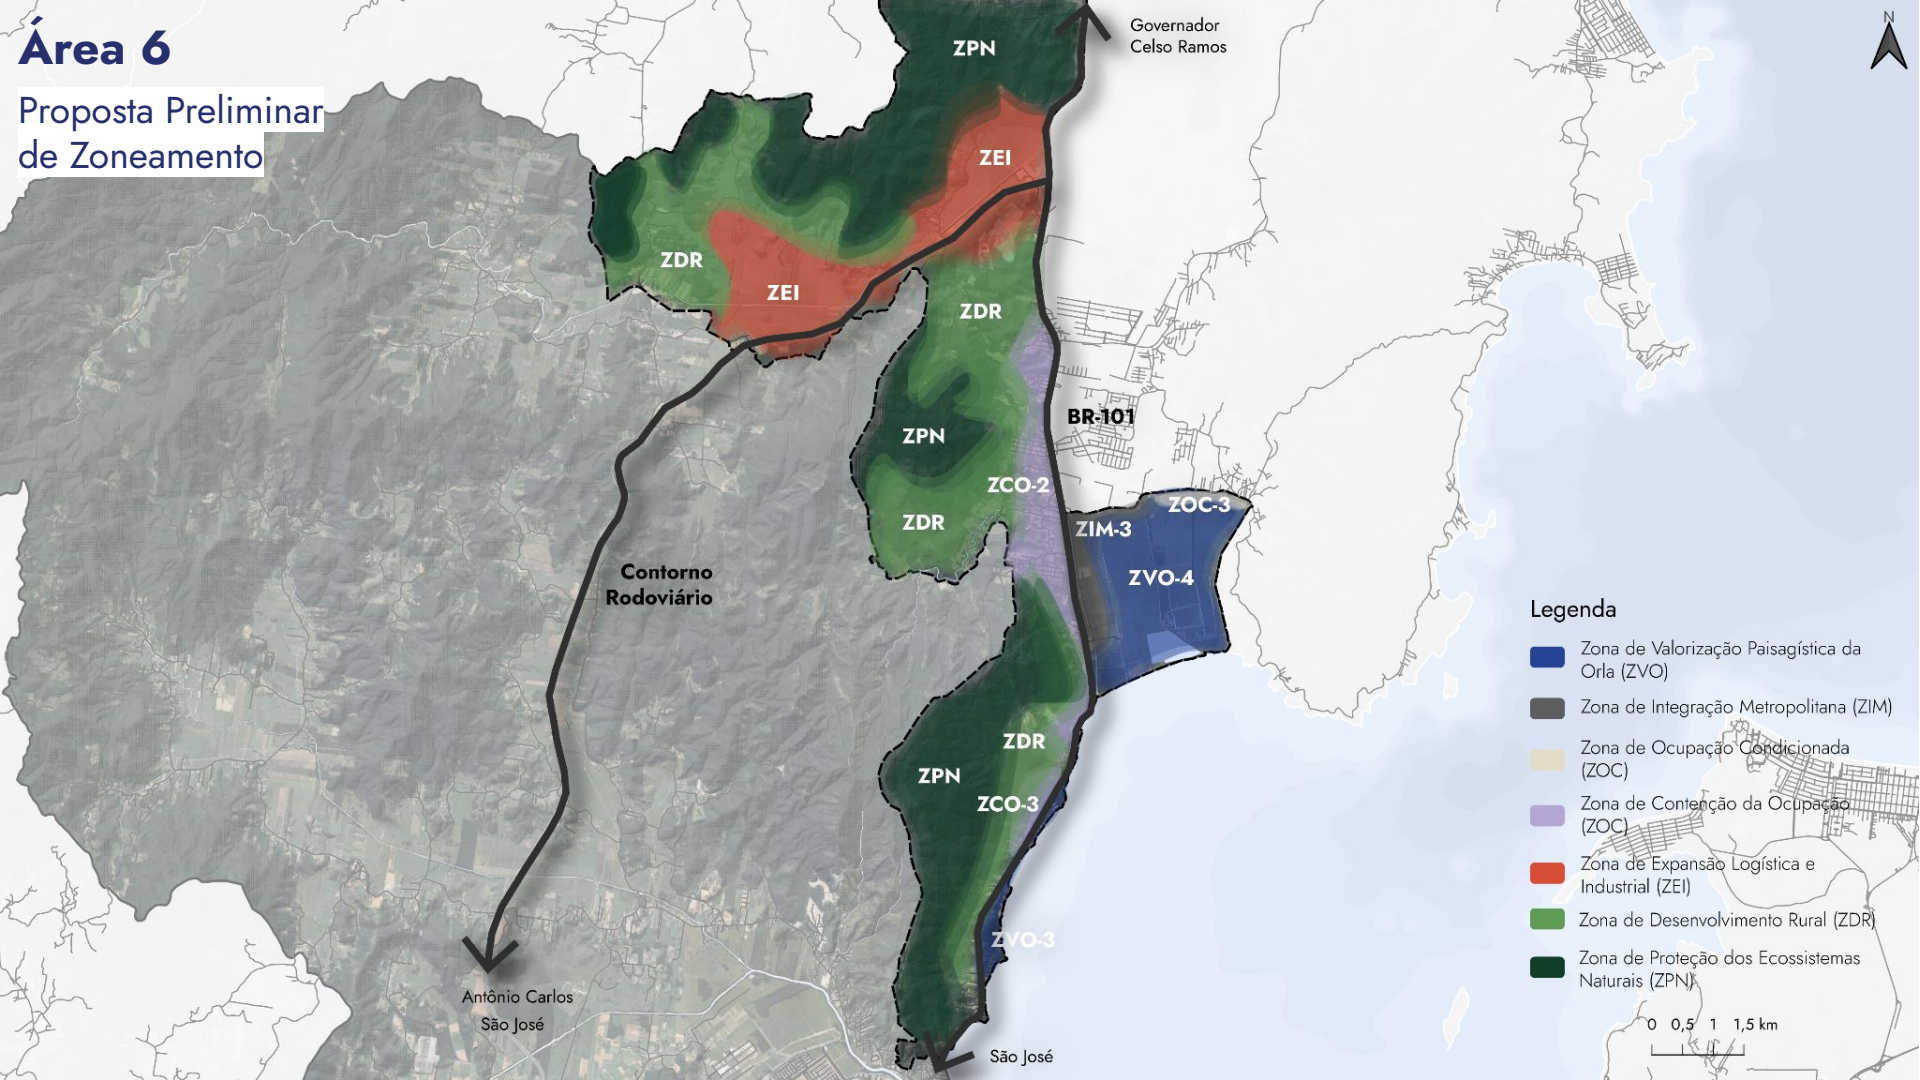 Área 6
Proposta Preliminar
de Zoneamento
Governador
Celso Ramos
N
ZPN
ZEI
ZDR
ZEI
ZDR
BR-101
ZPN
ZCO-2
ZOC-3
ZDR
ZIM-3
ZVO-4
Contorno
Rodoviário
ZDR
ZPN
ZCO-3
ZVO-3
Antônio Carlos
São José
São José
Legenda
Zona de Valorização Paisagística da
Orla (ZVO)
Zona de Integração Metropolitana (ZIM)
Zona de Ocupação Condicionada
(ZOC)
Zona de Contenção da Ocupação
(ZOC)
Zona de Expansão Logística e
Industrial (ZEI)
Zona de Desenvolvimento Rural (ZDR)
Zona de Proteção dos Ecossistemas
Naturais (ZPN)
0 0,5 1 1,5 km